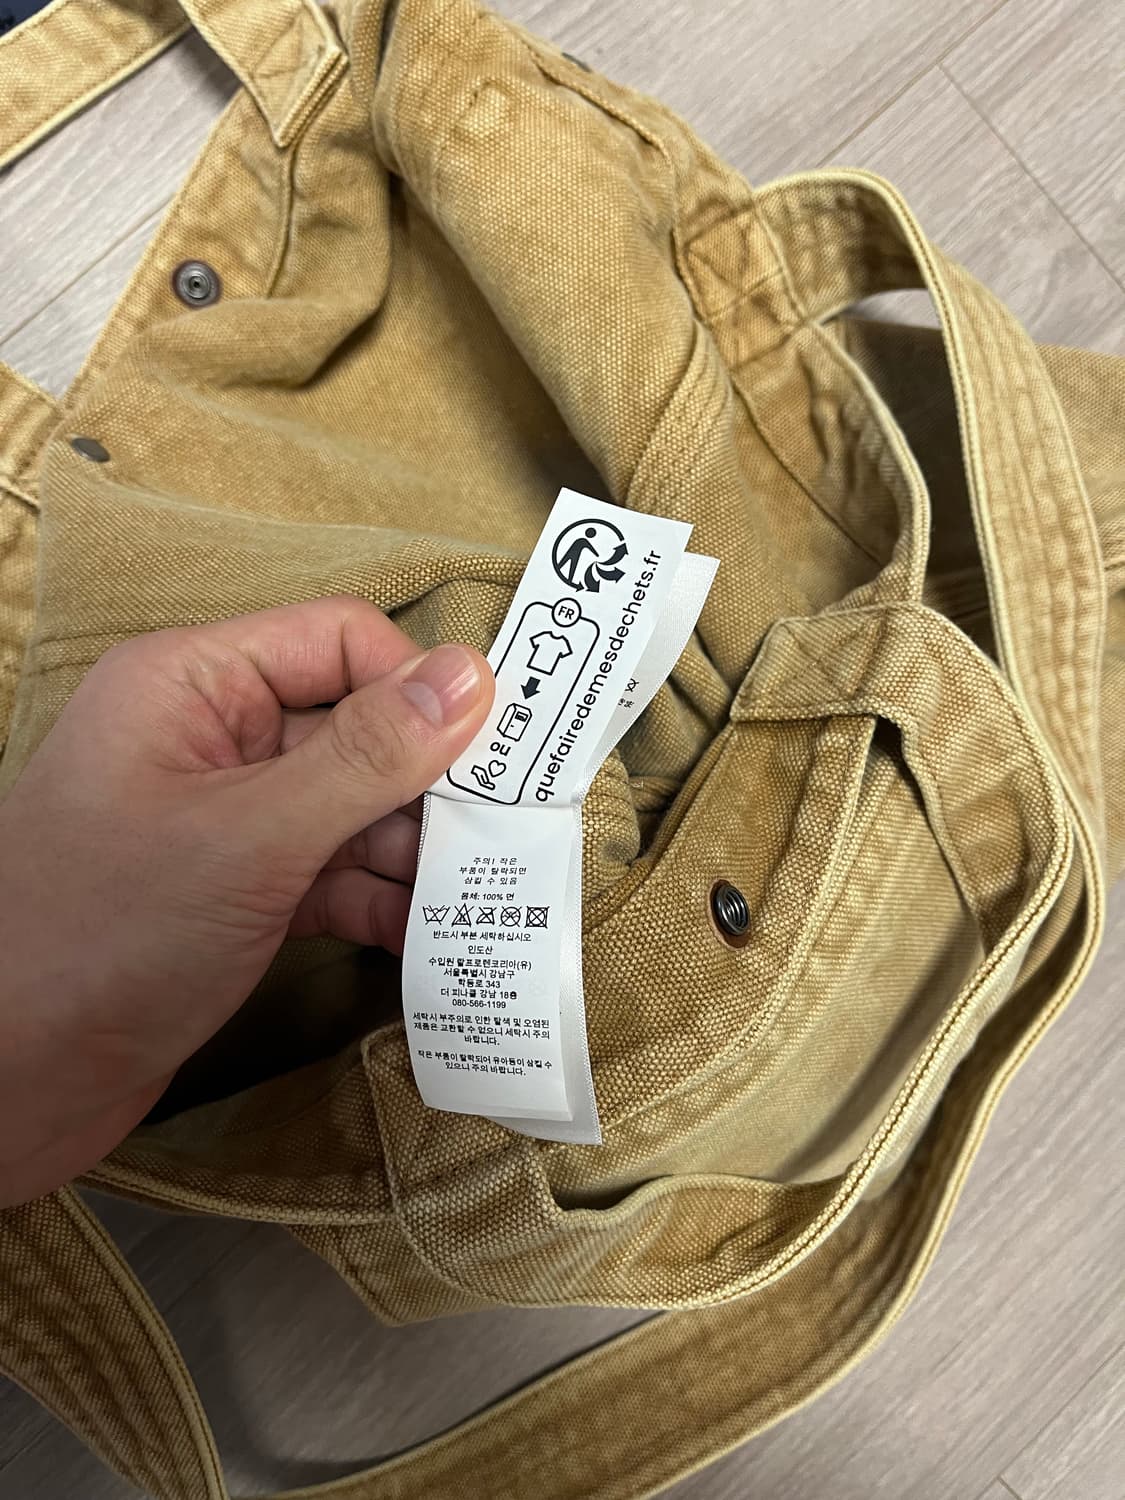 FR
OU
quefairedemesdechets.fr
주의! 작은
부품이 탈락되면
삼킬 수 있음
몸체: 100% 면
반드시 부분 세탁하십시오
인도산
수입원 랄프로렌코리아(유)
서울특별시 강남구
학동로 343
더 피나클 강남 18층
080-566-1199
세탁시 부주의로 인한 탈색 및 오염된
제품은 교환할 수 없으니 세탁시 주의
바랍니다.
작은 부품이 탈락되어 유아등이 삼킬 수
있으니 주의 바랍니다.